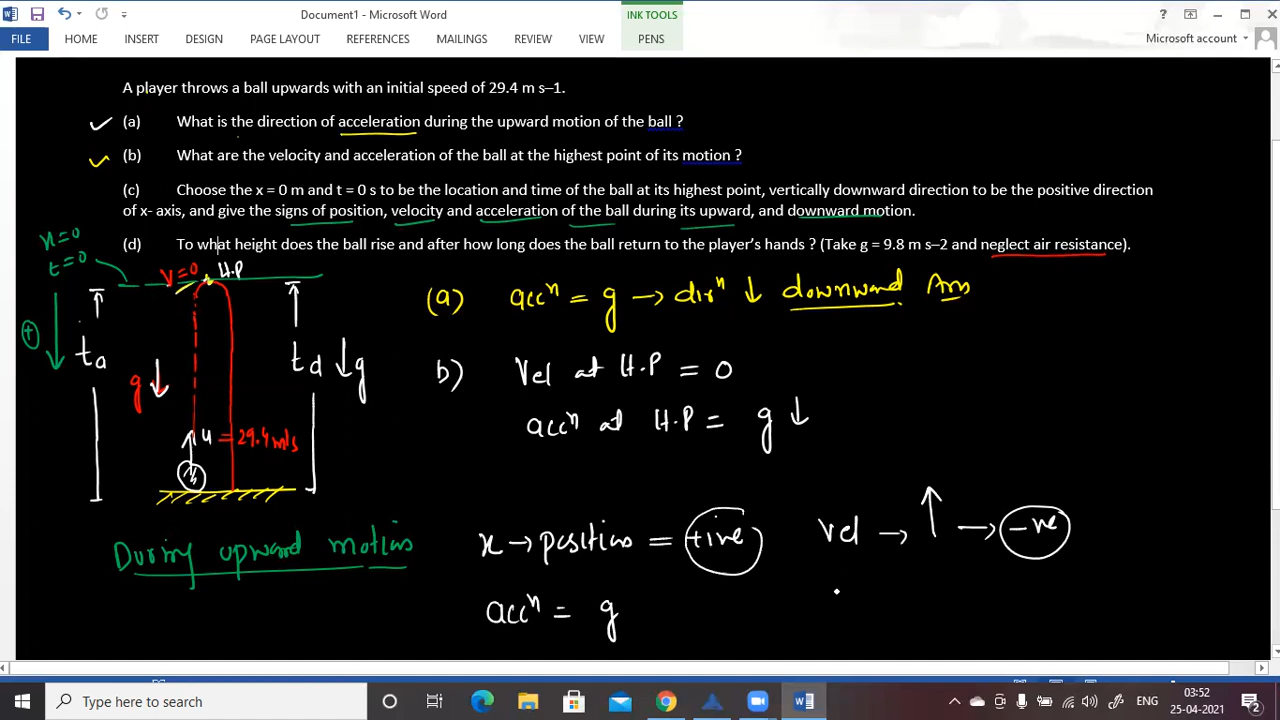 Document1 - Microsoft Word
INK TOOLS
FILE HOME INSERT DESIGN PAGE LAYOUT REFERENCES MAILINGS REVIEW VIEW PENS Microsoft account
A player throws a ball upwards with an initial speed of 29.4 m s–1.
(a) What is the direction of acceleration during the upward motion of the ball ?
(b) What are the velocity and acceleration of the ball at the highest point of its motion ?
(c) Choose the x = 0 m and t = 0 s to be the location and time of the ball at its highest point, vertically downward direction to be the positive direction
of x- axis, and give the signs of position, velocity and acceleration of the ball during its upward, and downward motion.
(d) To what height does the ball rise and after how long does the ball return to the player's hands ? (Take g = 9.8 m s–2 and neglect air resistance).
x=0
t=0
V=0 H.P
+
ta
g
td
g
u = 29.4m/s
(a) accn = g → dirn ↓ downward Ans
b) Vel at H.P = 0
accn at H.P = g ↓
During upward motion
x → position = +ive
vel → ↑ → -ve
accn = g
Type here to search
ENG
03:52
25-04-2021
2